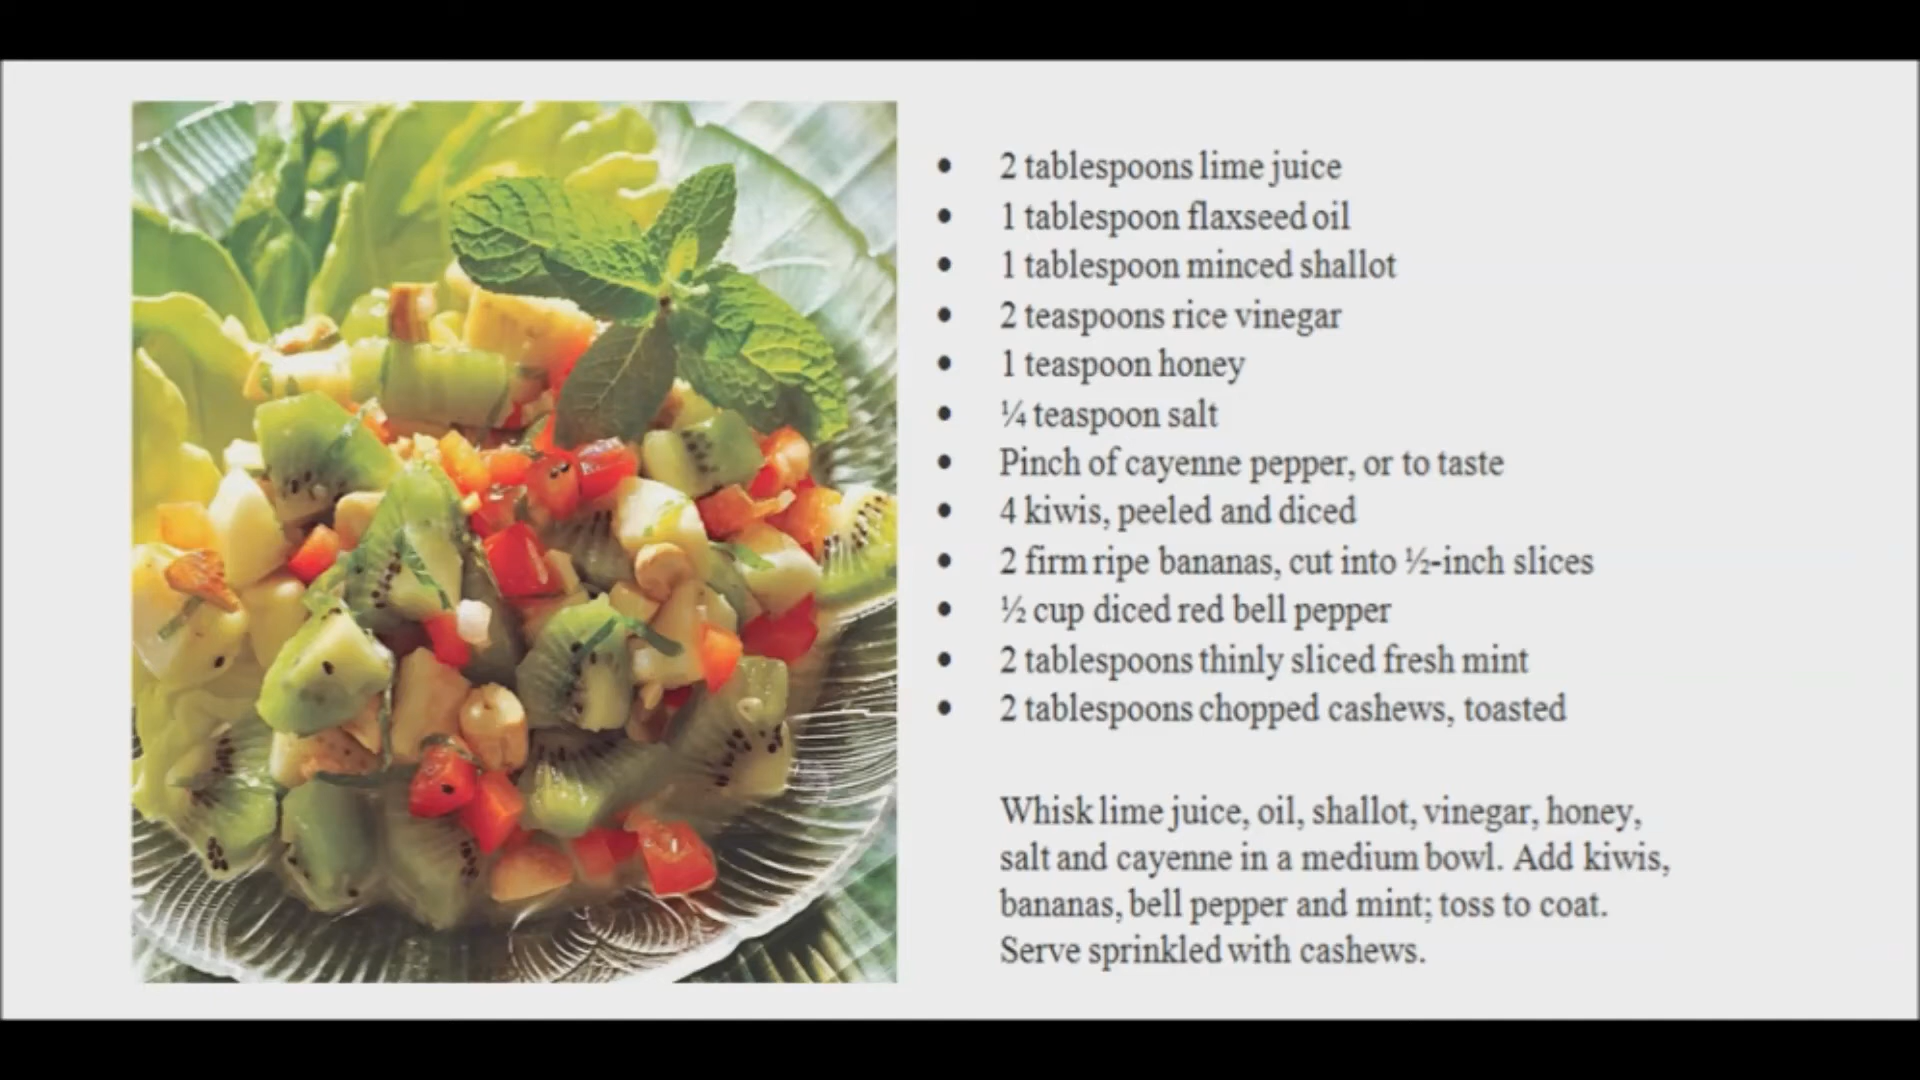 • 2 tablespoons lime juice
• 1 tablespoon flaxseed oil
• 1 tablespoon minced shallot
• 2 teaspoons rice vinegar
• 1 teaspoon honey
• ¼ teaspoon salt
• Pinch of cayenne pepper, or to taste
• 4 kiwis, peeled and diced
• 2 firm ripe bananas, cut into ½-inch slices
• ½ cup diced red bell pepper
• 2 tablespoons thinly sliced fresh mint
• 2 tablespoons chopped cashews, toasted
Whisk lime juice, oil, shallot, vinegar, honey,
salt and cayenne in a medium bowl. Add kiwis,
bananas, bell pepper and mint; toss to coat.
Serve sprinkled with cashews.